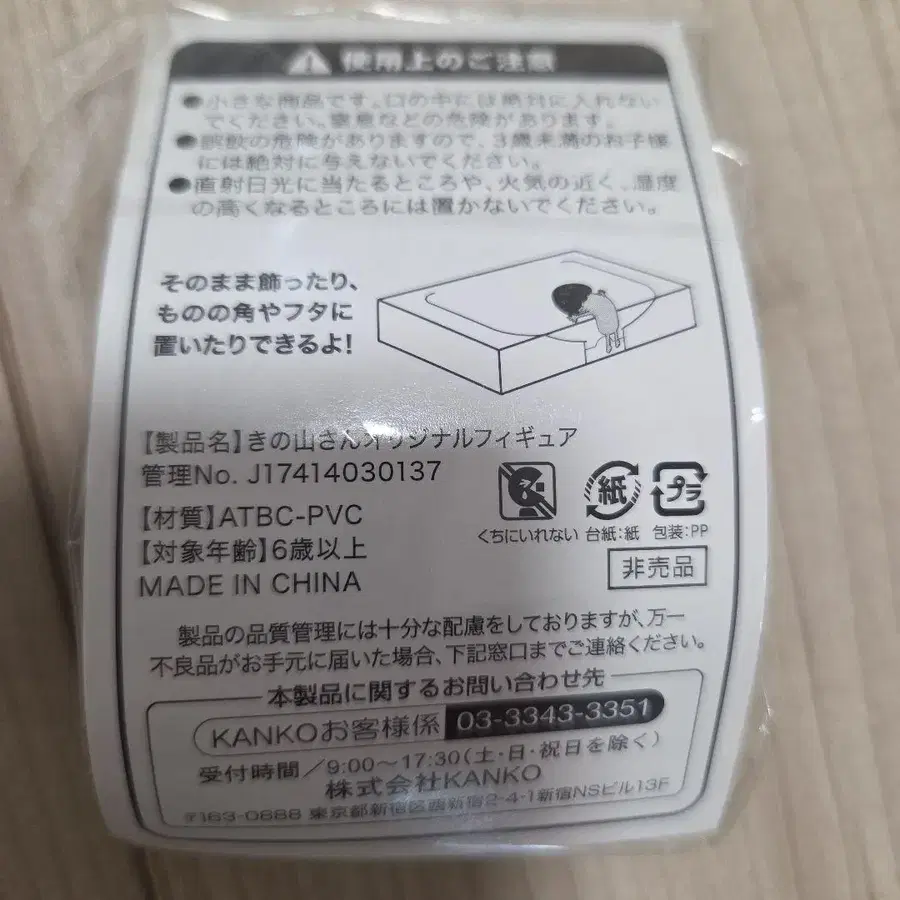 使用上のご注意
●小さな商品です。口の中には絶対に入れない
でください。窒息などの危険があります。
●誤飲の危険がありますので、3歳未満のお子様
には絶対に与えないでください。
●直射日光に当たるところや、火気の近く、湿度
の高くなるところには置かないでください。
そのまま飾ったり、
ものの角やフタに
置いたりできるよ!
【製品名】きの山さんオリジナルフィギュア
管理No. J17414030137
【材質】ATBC-PVC
【対象年齢】6歳以上
MADE IN CHINA
くちにいれない
紙
台紙:紙
プラ
包装:PP
非売品
製品の品質管理には十分な配慮をしておりますが、万一
不良品がお手元に届いた場合、下記窓口までご連絡ください。
本製品に関するお問い合わせ先
KANKOお客様係 03-3343-3351
受付時間/9:00〜17:30(土・日・祝日を除く)
株式会社KANKO
〒163-0888 東京都新宿区西新宿2-4-1新宿NSビル13F